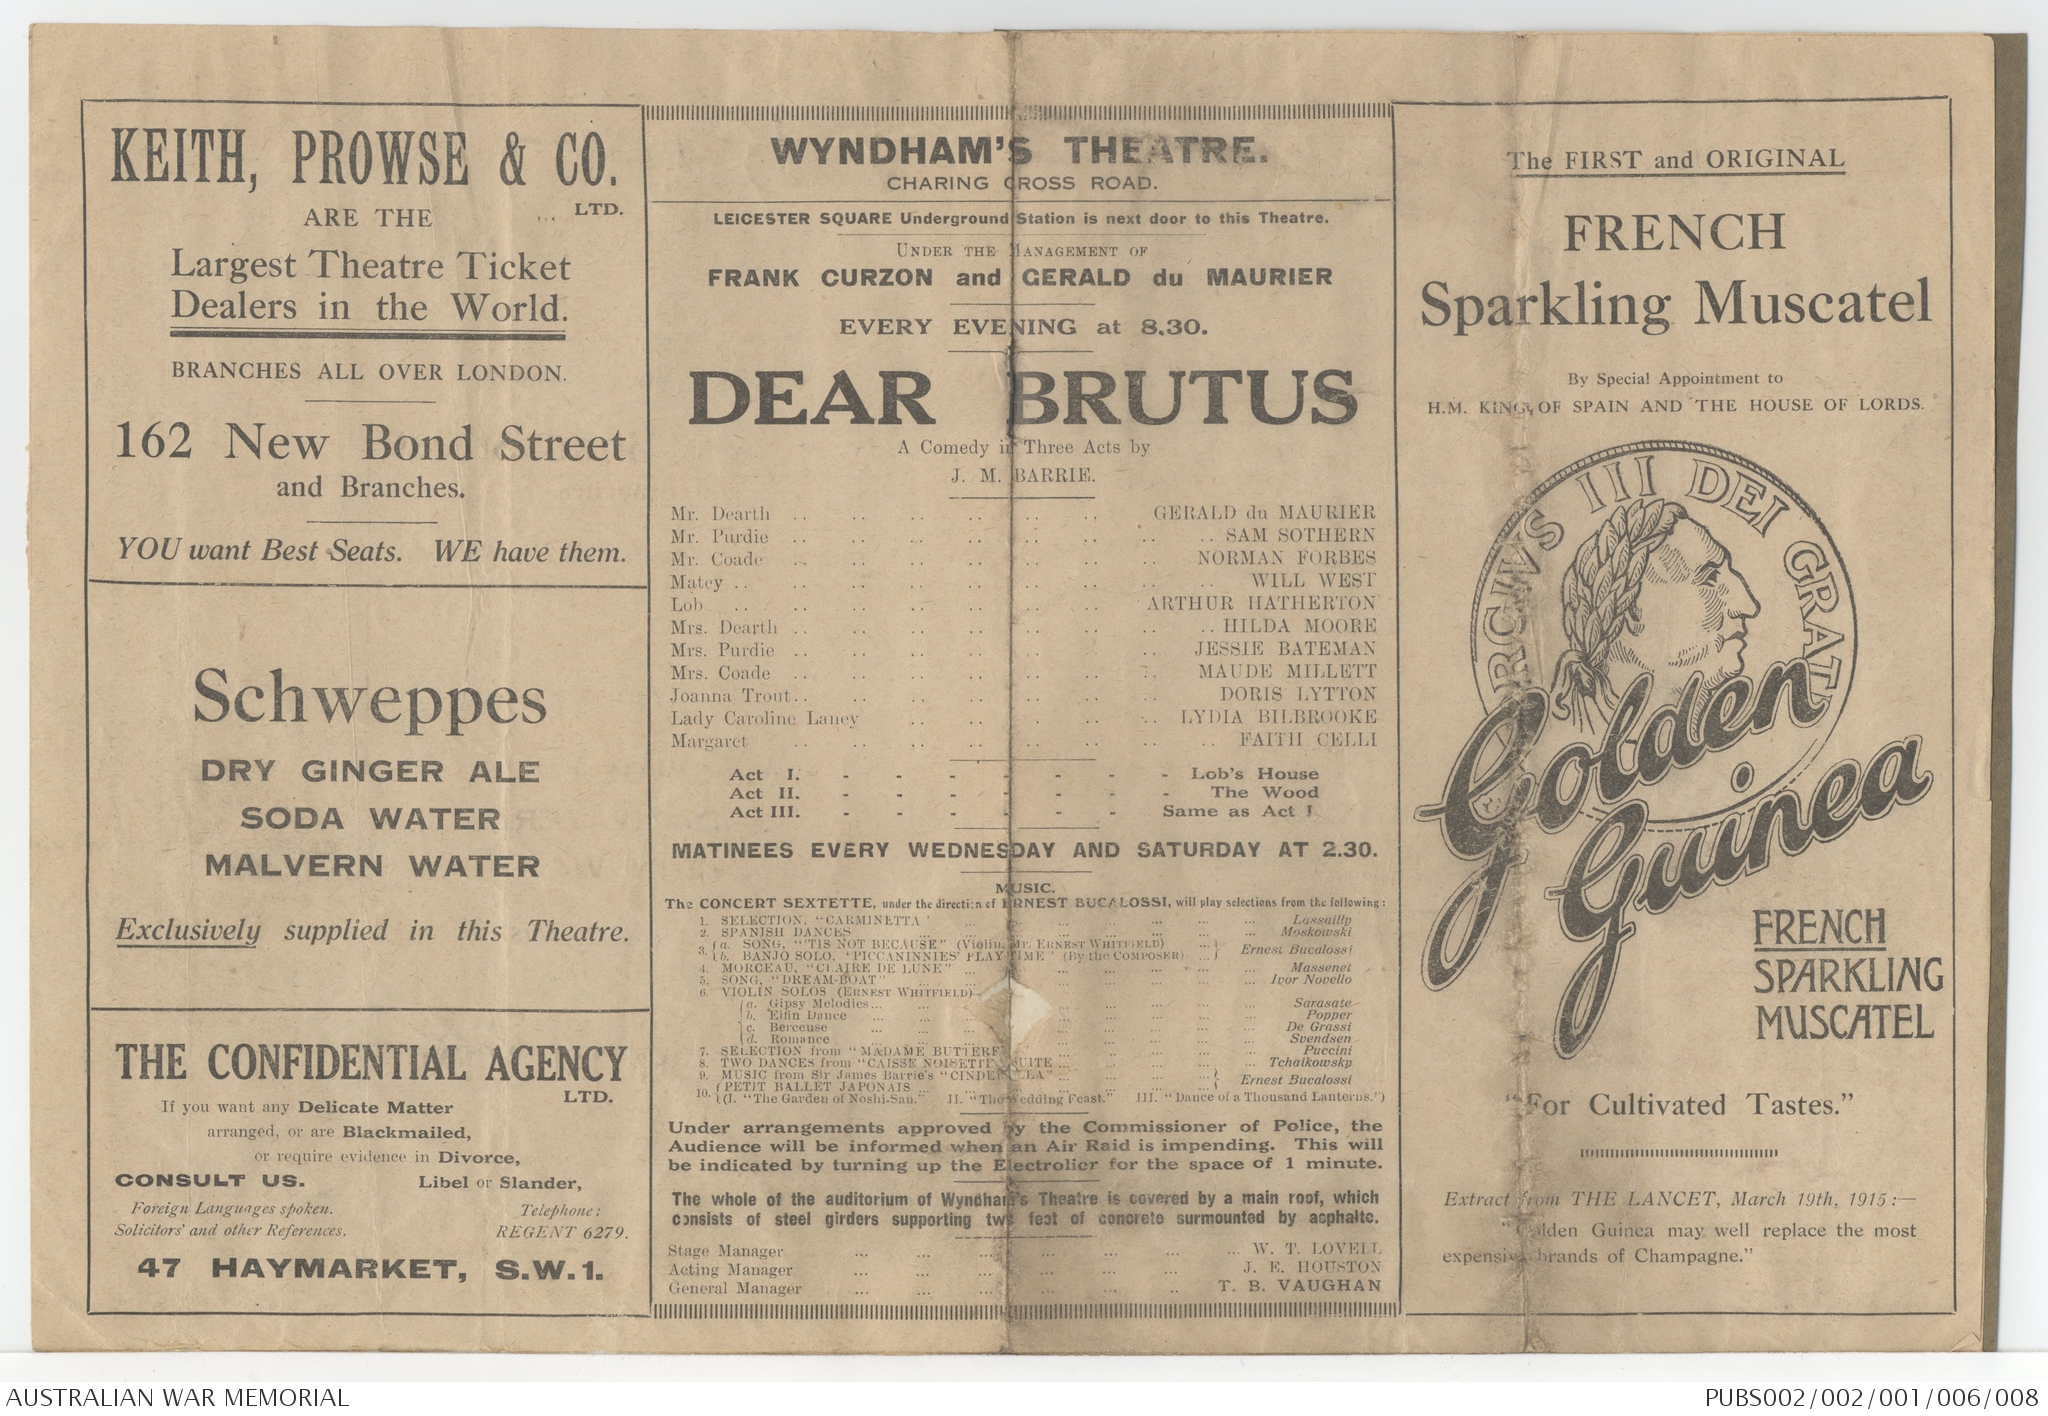 KEITH, PROWSE & CO.
LTD.
ARE THE
Largest Theatre Ticket
Dealers in the World.
BRANCHES ALL OVER LONDON.
162 New Bond Street
and Branches.
YOU want Best Seats. WE have them.
Schweppes
DRY GINGER ALE
SODA WATER
MALVERN WATER
Exclusively supplied in this Theatre.
THE CONFIDENTIAL AGENCY
LTD.
If you want any Delicate Matter
arranged, or are Blackmailed,
or require evidence in Divorce,
CONSULT US. Libel or Slander,
Foreign Languages spoken. Telephone:
Solicitors' and other References. REGENT 6279.
47 HAYMARKET, S.W.1.
WYNDHAM'S THEATRE.
CHARING CROSS ROAD.
LEICESTER SQUARE Underground Station is next door to this Theatre.
UNDER THE MANAGEMENT OF
FRANK CURZON and GERALD du MAURIER
EVERY EVENING at 8.30.
DEAR BRUTUS
A Comedy in Three Acts by
J. M. BARRIE.
Mr. Dearth .. .. .. .. .. .. GERALD du MAURIER
Mr. Purdie .. .. .. .. .. .. .. .. SAM SOTHERN
Mr. Coade .. .. .. .. .. .. .. NORMAN FORBES
Matey .. .. .. .. .. .. .. .. .. WILL WEST
Lob .. .. .. .. .. .. .. ARTHUR HATHERTON
Mrs. Dearth .. .. .. .. .. .. .. .. HILDA MOORE
Mrs. Purdie .. .. .. .. .. .. .. JESSIE BATEMAN
Mrs. Coade .. .. .. .. .. .. .. MAUDE MILLETT
Joanna Trout .. .. .. .. .. .. .. DORIS LYTTON
Lady Caroline Laney .. .. .. .. .. LYDIA BILBROOKE
Margaret .. .. .. .. .. .. .. .. FAITH CELLI
Act I. - - - - - - - Lob's House
Act II. - - - - - - - The Wood
Act III. - - - - - - Same as Act I
MATINEES EVERY WEDNESDAY AND SATURDAY AT 2.30.
MUSIC.
The CONCERT SEXTETTE, under the direction of ERNEST BUCALOSSI, will play selections from the following:
1. SELECTION, "CARMINETTA" ... Lassailly
2. SPANISH DANCES ... Moskowski
3. { a. SONG, "'TIS NOT BECAUSE" (Violin, Mr. ERNEST WHITFIELD) ... } Ernest Bucalossi
{ b. BANJO SOLO, 'PICCANINNIES' PLAY-TIME" (By the COMPOSER) ... }
4. MORCEAU, "CLAIRE DE LUNE" ... Massenet
5. SONG, "DREAM-BOAT" ... Ivor Novello
6. VIOLIN SOLOS (ERNEST WHITFIELD)
a. Gipsy Melodies ... Sarasate
b. Elfin Dance ... Popper
c. Berceuse ... De Grassi
d. Romance ... Svendsen
7. SELECTION from "MADAME BUTTERF ... Puccini
8. TWO DANCES from "CAISSE NOISETTE" SUITE ... Tchaikowsky
9. MUSIC from Sir James Barrie's "CINDERELLA" ... } Ernest Bucalossi
10. { PETIT BALLET JAPONAIS ... }
{ (I. "The Garden of Noshi-San." II. "The Wedding Feast." III. "Dance of a Thousand Lanterns.")
Under arrangements approved by the Commissioner of Police, the
Audience will be informed when an Air Raid is impending. This will
be indicated by turning up the Electrolier for the space of 1 minute.
The whole of the auditorium of Wyndham's Theatre is covered by a main roof, which
consists of steel girders supporting two feet of concrete surmounted by asphalte.
Stage Manager ... ... ... ... ... ... ... W. T. LOVELL
Acting Manager ... ... ... ... ... ... J. E. HOUSTON
General Manager ... ... ... ... ... .. T. B. VAUGHAN
The FIRST and ORIGINAL
FRENCH
Sparkling Muscatel
By Special Appointment to
H.M. KING OF SPAIN AND THE HOUSE OF LORDS.
RGIVS III DEI GRAT
Golden
Guinea
FRENCH
SPARKLING
MUSCATEL
"For Cultivated Tastes."
Extract from THE LANCET, March 19th, 1915:—
"Golden Guinea may well replace the most
expensive brands of Champagne."
AUSTRALIAN WAR MEMORIAL
PUBS002/002/001/006/008